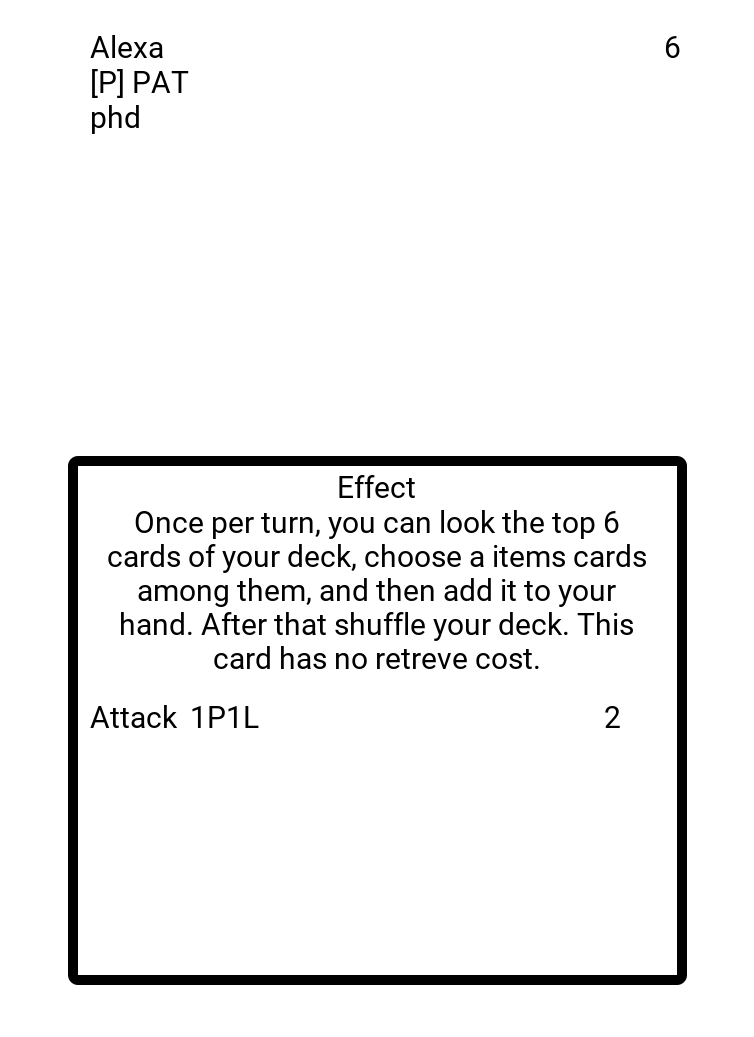 Alexa 6
[P] PAT
phd
Effect
Once per turn, you can look the top 6
cards of your deck, choose a items cards
among them, and then add it to your
hand. After that shuffle your deck. This
card has no retreve cost.
Attack 1P1L 2